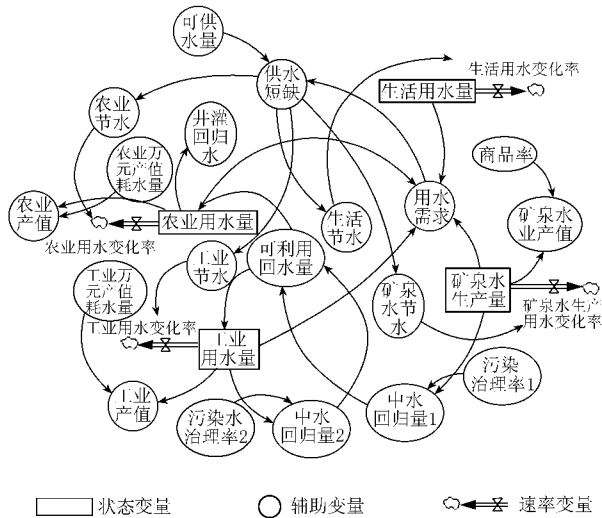 可供
水量
供水
短缺
生活用水变化率
生活用水量
农业
节水
井灌
回归
水
农业万
元产值
耗水量
商品率
农业
产值
农业用水量
用水
需求
矿泉水
业产值
生活
节水
农业用水变化率
工业
节水
可利用
回水量
工业万
元产值
耗水量
矿泉
水节水
矿泉水
生产量
矿泉水生产
用水变化率
工业用水变化率
工业
用水量
污染
治理率1
工业
产值
污染水
治理率2
中水
回归量2
中水
回归量1
状态变量
辅助变量
速率变量